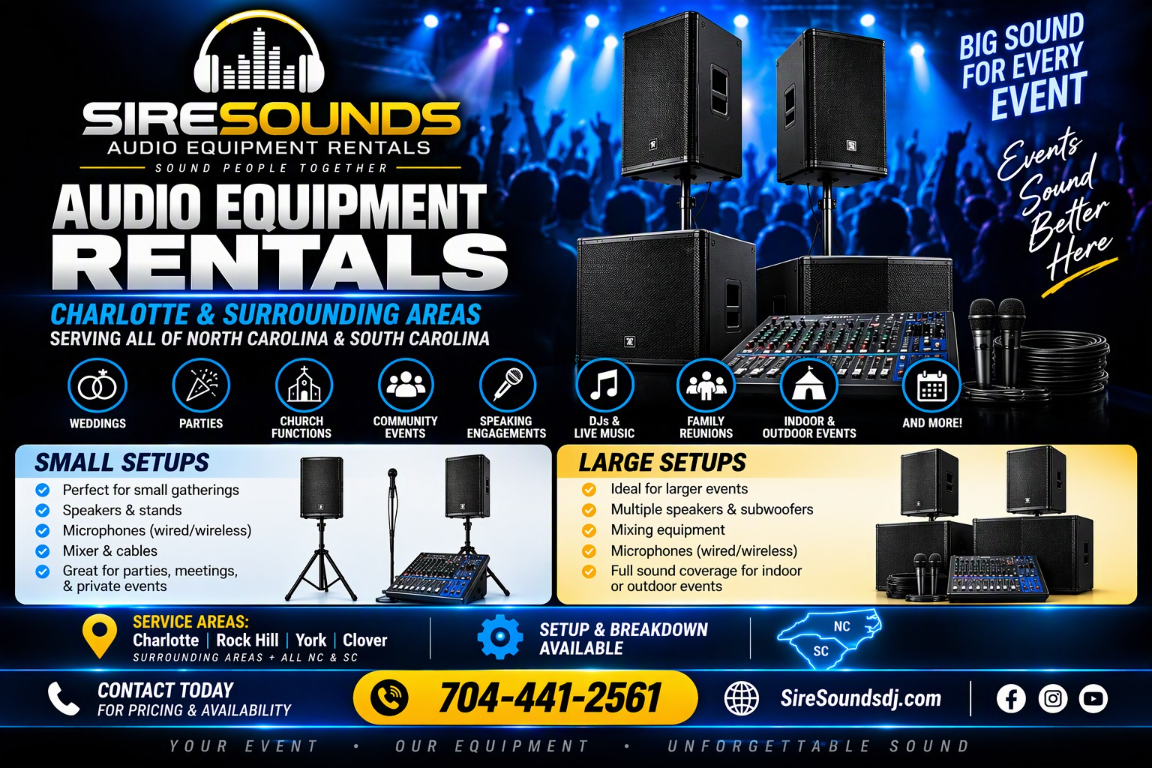 SIRESOUNDS
AUDIO EQUIPMENT RENTALS
SOUND PEOPLE TOGETHER
AUDIO EQUIPMENT
RENTALS
CHARLOTTE & SURROUNDING AREAS
SERVING ALL OF NORTH CAROLINA & SOUTH CAROLINA
BIG SOUND
FOR EVERY
EVENT
Events
Sound
Better
Here
WEDDINGS
PARTIES
CHURCH
FUNCTIONS
COMMUNITY
EVENTS
SPEAKING
ENGAGEMENTS
DJs &
LIVE MUSIC
FAMILY
REUNIONS
INDOOR &
OUTDOOR EVENTS
AND MORE!
SMALL SETUPS
Perfect for small gatherings
Speakers & stands
Microphones (wired/wireless)
Mixer & cables
Great for parties, meetings,
& private events
LARGE SETUPS
Ideal for larger events
Multiple speakers & subwoofers
Mixing equipment
Microphones (wired/wireless)
Full sound coverage for indoor
or outdoor events
SERVICE AREAS:
Charlotte | Rock Hill | York | Clover
SURROUNDING AREAS + ALL NC & SC
SETUP & BREAKDOWN
AVAILABLE
NC
SC
CONTACT TODAY
FOR PRICING & AVAILABILITY
704-441-2561
SireSoundsdj.com
YOUR EVENT • OUR EQUIPMENT • UNFORGETTABLE SOUND